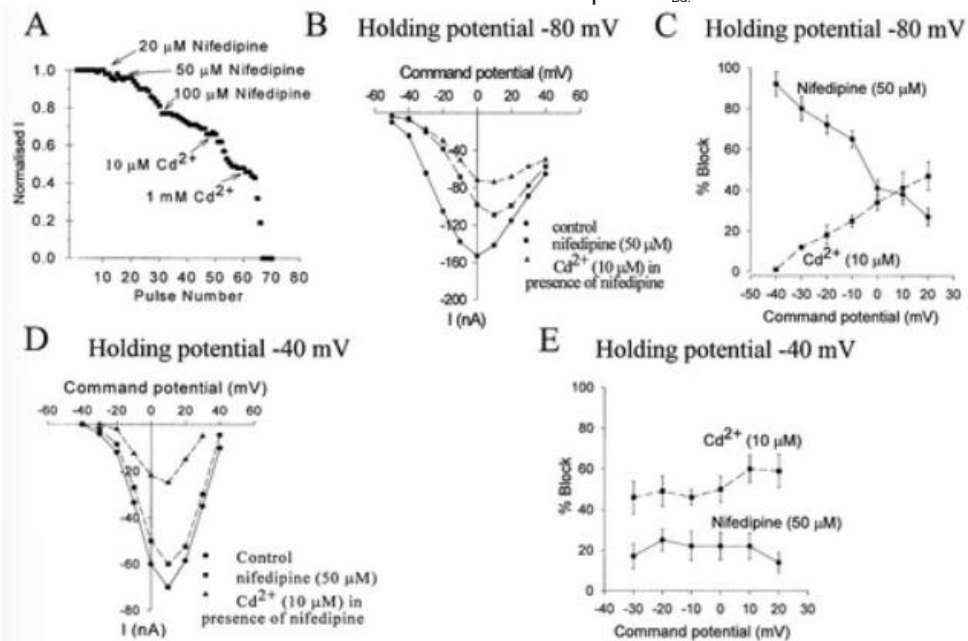 Ba.
A
20 μM Nifedipine
50 μM Nifedipine
100 μM Nifedipine
10 μM Cd2+
1 mM Cd2+
Normalised I
1.0
0.8
0.6
0.4
0.2
0.0
10 20 30 40 50 60 70 80
Pulse Number
B Holding potential -80 mV
Command potential (mV)
-60 -40 -20 0 20 40 60
-40
-80
-120
-160
-200
I (nA)
control
nifedipine (50 μM)
Cd2+ (10 μM) in
presence of nifedipine
C Holding potential -80 mV
Nifedipine (50 μM)
Cd2+ (10 μM)
% Block
100
80
60
40
20
0
-50 -40 -30 -20 -10 0 10 20 30
Command potential (mV)
D Holding potential -40 mV
Command potential (mV)
-60 -40 -20 0 20 40 60
-20
-40
-60
-80
I (nA)
Control
nifedipine (50 μM)
Cd2+ (10 μM) in
presence of nifedipine
E Holding potential -40 mV
Cd2+ (10 μM)
Nifedipine (50 μM)
% Block
100
80
60
40
20
0
-40 -30 -20 -10 0 10 20 30
Command potential (mV)